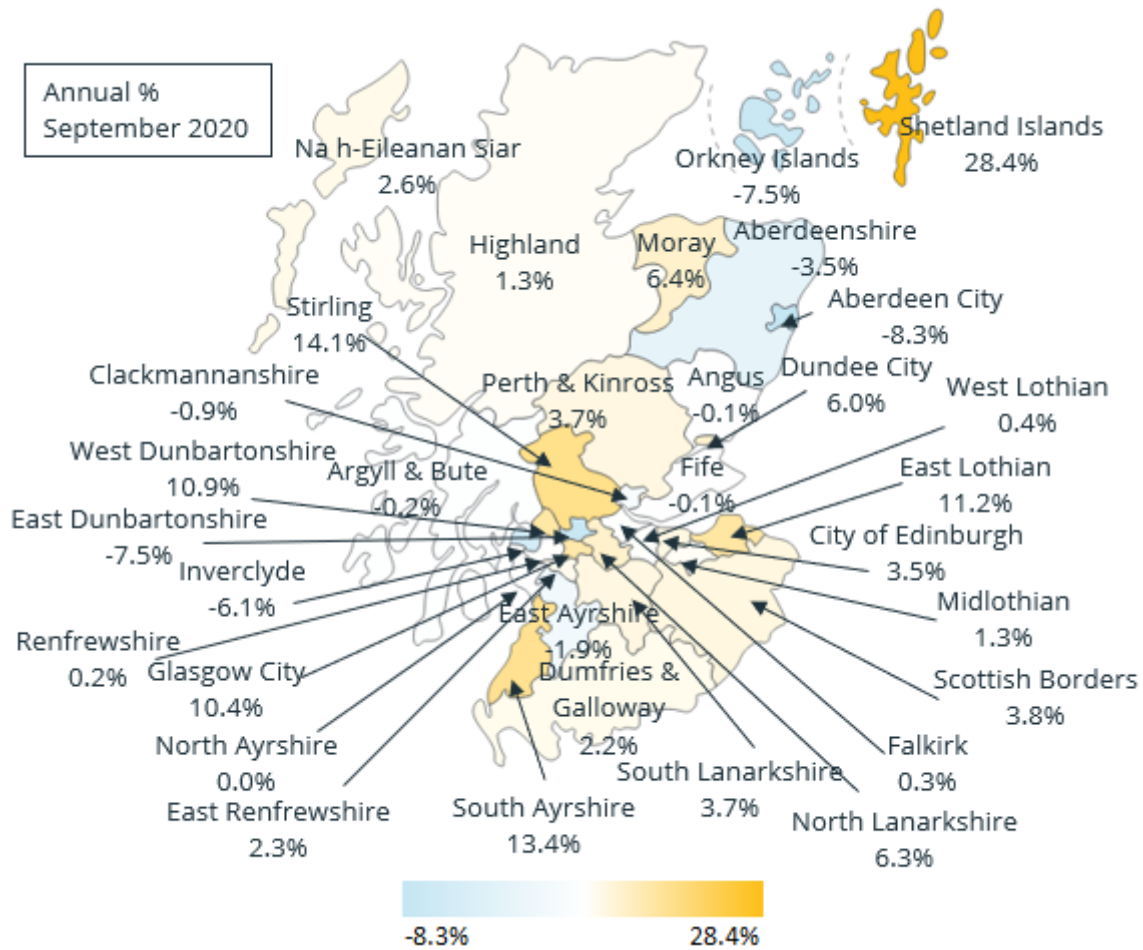 Annual %
September 2020
Shetland Islands
28.4%
Na h-Eileanan Siar
2.6%
Orkney Islands
-7.5%
Highland
1.3%
Moray
6.4%
Aberdeenshire
-3.5%
Stirling
14.1%
Aberdeen City
-8.3%
Clackmannanshire
-0.9%
Perth & Kinross
3.7%
Angus
-0.1%
Dundee City
6.0%
West Lothian
0.4%
West Dunbartonshire
10.9%
Argyll & Bute
-0.2%
Fife
-0.1%
East Lothian
11.2%
East Dunbartonshire
-7.5%
City of Edinburgh
3.5%
Inverclyde
-6.1%
Midlothian
1.3%
East Ayrshire
-1.9%
Renfrewshire
0.2%
Glasgow City
10.4%
Dumfries &
Galloway
2.2%
Scottish Borders
3.8%
North Ayrshire
0.0%
Falkirk
0.3%
South Lanarkshire
3.7%
East Renfrewshire
2.3%
South Ayrshire
13.4%
North Lanarkshire
6.3%
-8.3%
28.4%